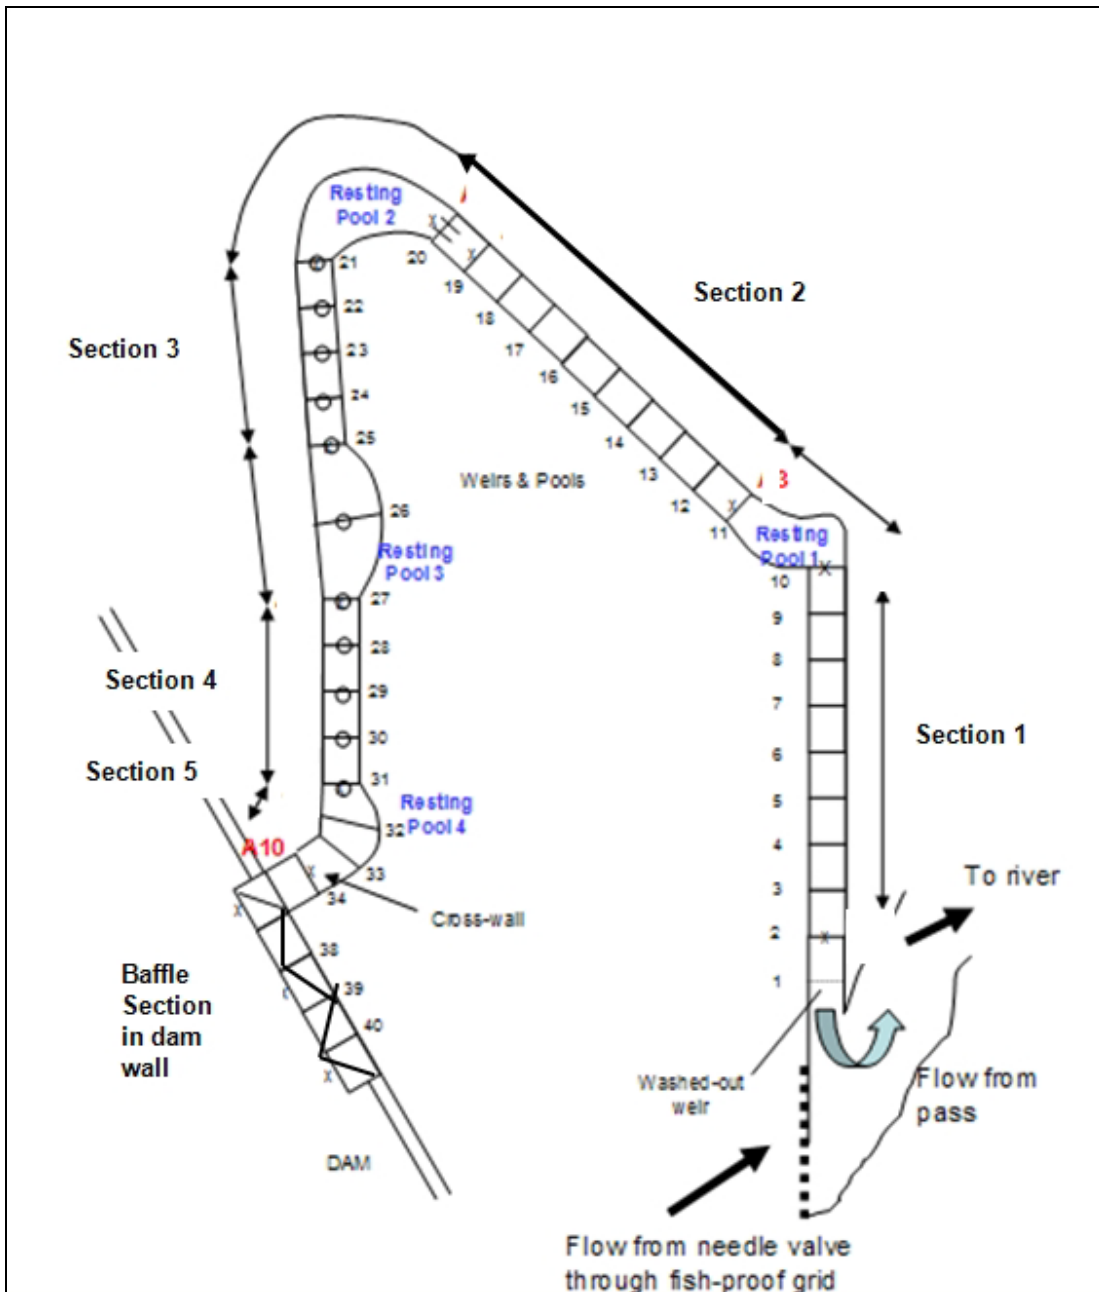 Resting
Pool 2
Section 2
Section 3
21
20
22
19
18
23
17
24
16
15
25
14
Weirs & Pools
13
12
11
26
Resting
Pool 1
Resting
Pool 3
10
27
9
28
8
Section 4
29
7
30
6
Section 1
Section 5
31
5
Resting
Pool 4
32
4
A10
33
3
To river
34
Cross-wall
2
38
1
Baffle
Section
in dam
wall
39
40
Washed-out
weir
Flow from
pass
DAM
Flow from needle valve
through fish-proof grid